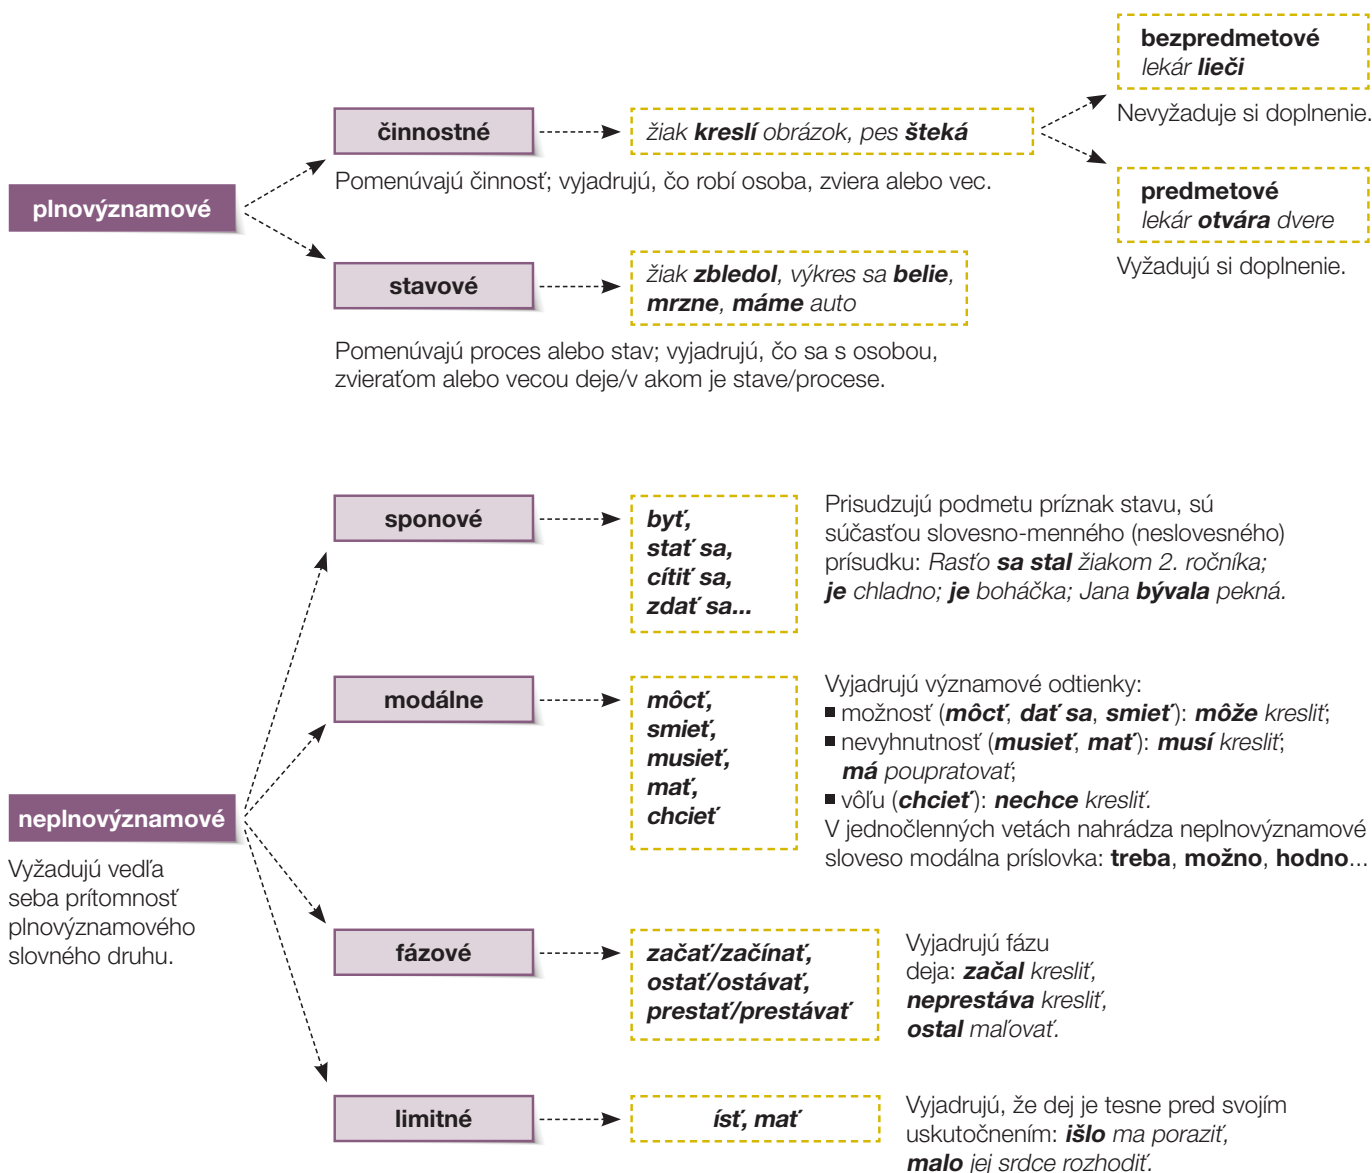 plnovýznamové
činnostné
žiak kreslí obrázok, pes šteká
Pomenúvajú činnosť; vyjadrujú, čo robí osoba, zviera alebo vec.
bezpredmetové
lekár lieči
Nevyžaduje si doplnenie.
predmetové
lekár otvára dvere
Vyžadujú si doplnenie.
stavové
žiak zbledol, výkres sa belie,
mrzne, máme auto
Pomenúvajú proces alebo stav; vyjadrujú, čo sa s osobou,
zvieraťom alebo vecou deje/v akom je stave/procese.
neplnovýznamové
Vyžadujú vedľa
seba prítomnosť
plnovýznamového
slovného druhu.
sponové
byť,
stať sa,
cítiť sa,
zdať sa...
Prisudzujú podmetu príznak stavu, sú
súčasťou slovesno-menného (neslovesného)
prísudku: Rasťo sa stal žiakom 2. ročníka;
je chladno; je boháčka; Jana bývala pekná.
modálne
môcť,
smieť,
musieť,
mať,
chcieť
Vyjadrujú významové odtienky:
■ možnosť (môcť, dať sa, smieť): môže kresliť;
■ nevyhnutnosť (musieť, mať): musí kresliť;
má poupratovať;
■ vôľu (chcieť): nechce kresliť.
V jednočlenných vetách nahrádza neplnovýznamové
sloveso modálna príslovka: treba, možno, hodno...
fázové
začať/začínať,
ostať/ostávať,
prestať/prestávať
Vyjadrujú fázu
deja: začal kresliť,
neprestáva kresliť,
ostal maľovať.
limitné
ísť, mať
Vyjadrujú, že dej je tesne pred svojím
uskutočnením: išlo ma poraziť,
malo jej srdce rozhodiť.